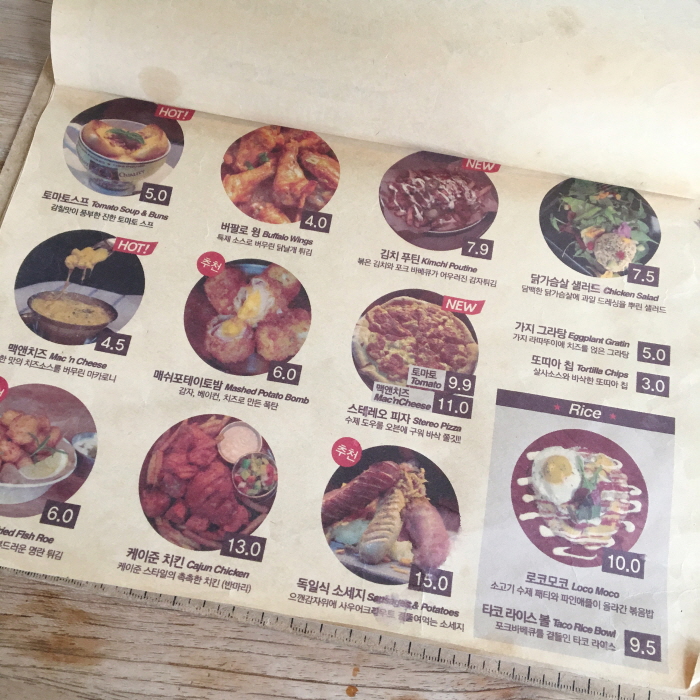 HOT!
5.0
토마토스프 Tomato Soup & Buns
감칠맛이 풍부한 진한 토마토 스프
4.0
버팔로 윙 Buffalo Wings
특제 소스로 버무린 닭날개 튀김
NEW
7.9
김치 푸틴 Kimchi Poutine
볶은 김치와 포크 바베큐가 어우러진 감자튀김
7.5
닭가슴살 샐러드 Chicken Salad
담백한 닭가슴살에 과일 드레싱을 뿌린 샐러드
HOT!
4.5
맥앤치즈 Mac 'n Cheese
한 맛의 치즈소스를 버무린 마카로니
추천
6.0
매쉬포테이토밤 Mashed Potato Bomb
감자, 베이컨, 치즈로 만든 폭탄
NEW
토마토 Tomato 9.9
맥앤치즈 Mac'nCheese 11.0
스테레오 피자 Stereo Pizza
수제 도우를 오븐에 구워 바삭 쫄깃!!
가지 그라탕 Eggplant Gratin
가지 라따뚜이에 치즈를 얹은 그라탕
5.0
또띠아 칩 Tortilla Chips
살사소스와 바삭한 또띠아 칩
3.0
6.0
Fish Roe
부드러운 명란 튀김
13.0
케이준 치킨 Cajun Chicken
케이준 스타일의 촉촉한 치킨 (반마리)
추천
15.0
독일식 소세지 & Potatoes
으깬감자위에 곁들여먹는 소세지
Rice
10.0
로코모코 Loco Moco
소고기 수제 패티와 파인애플이 올라간 볶음밥
타코 라이스 볼 Taco Rice Bowl
포크바베큐를 곁들인 타코 라이스
9.5